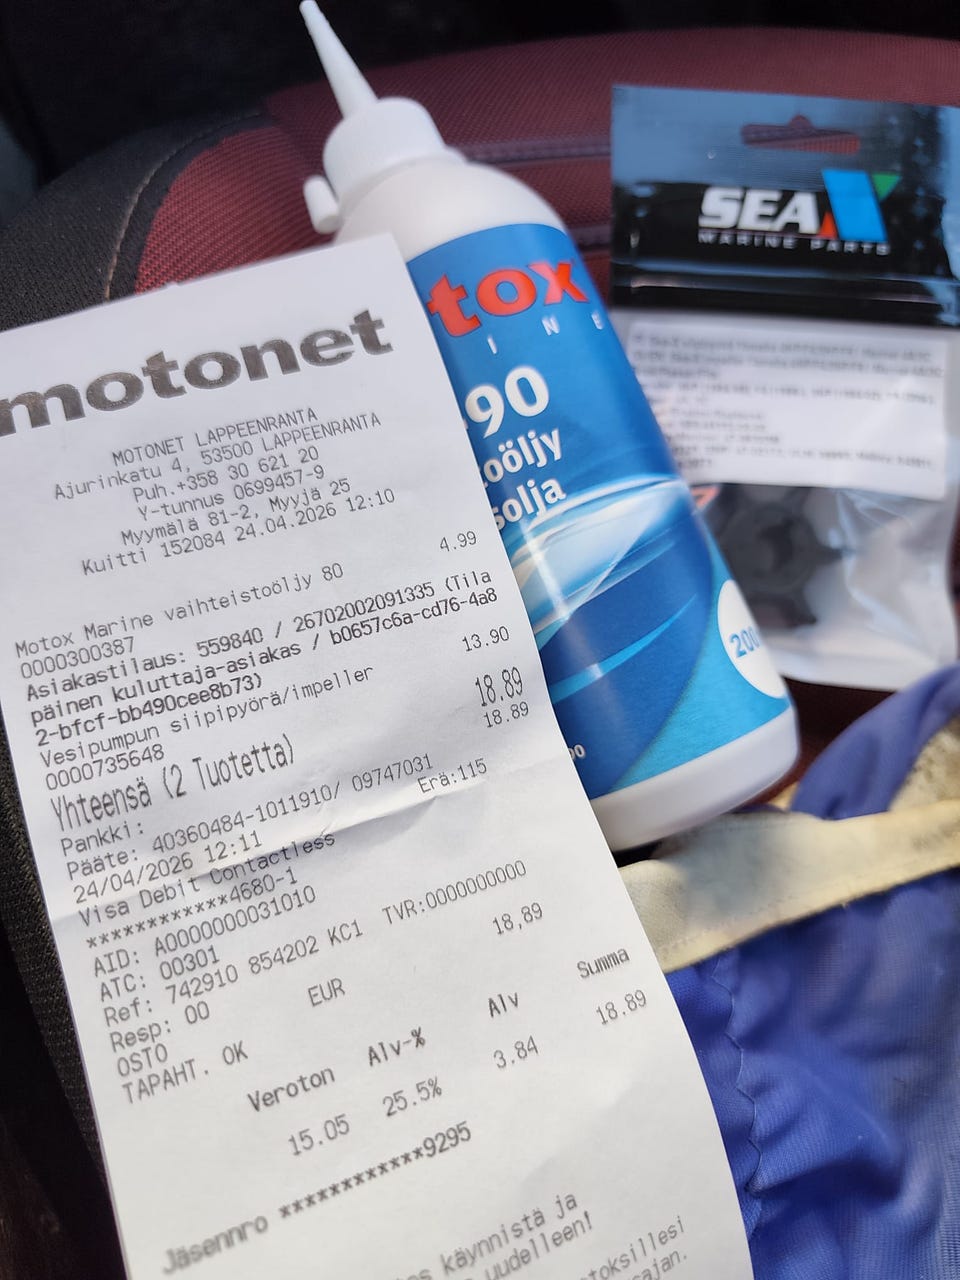 motonet
MOTONET LAPPEENRANTA
Ajurinkatu 4, 53500 LAPPEENRANTA
Puh.+358 30 621 20
Y-tunnus 0699457-9
Myymälä 81-2, Myyjä 25
Kuitti 152084 24.04.2026 12:10
Motox Marine vaihteistoöljy 80 4.99
0000300387
Asiakastilaus: 559840 / 26702002091335 (Tila
päinen kuluttaja-asiakas / b0657c6a-cd76-4a8
2-bfcf-bb490cee8b73)
Vesipumpun siipipyörä/impeller 13.90
0000735648
Yhteensä (2 Tuotetta) 18.89
Pankki: 18.89
Pääte: 40360484-1011910/ 09747031
24/04/2026 12:11 Erä:115
Visa Debit Contactless
************4680-1
AID: A0000000031010
ATC: 00301 TVR:0000000000
Ref: 742910 854202 KC1
Resp: 00
OSTO EUR 18,89
TAPAHT. OK
Veroton Alv-% Alv Summa
15.05 25.5% 3.84 18.89
Jäsennro ************9295
käynnistä ja
uudelleen!
tox
I N E
90
toöljy
solja
200
SEA
MARINE PARTS